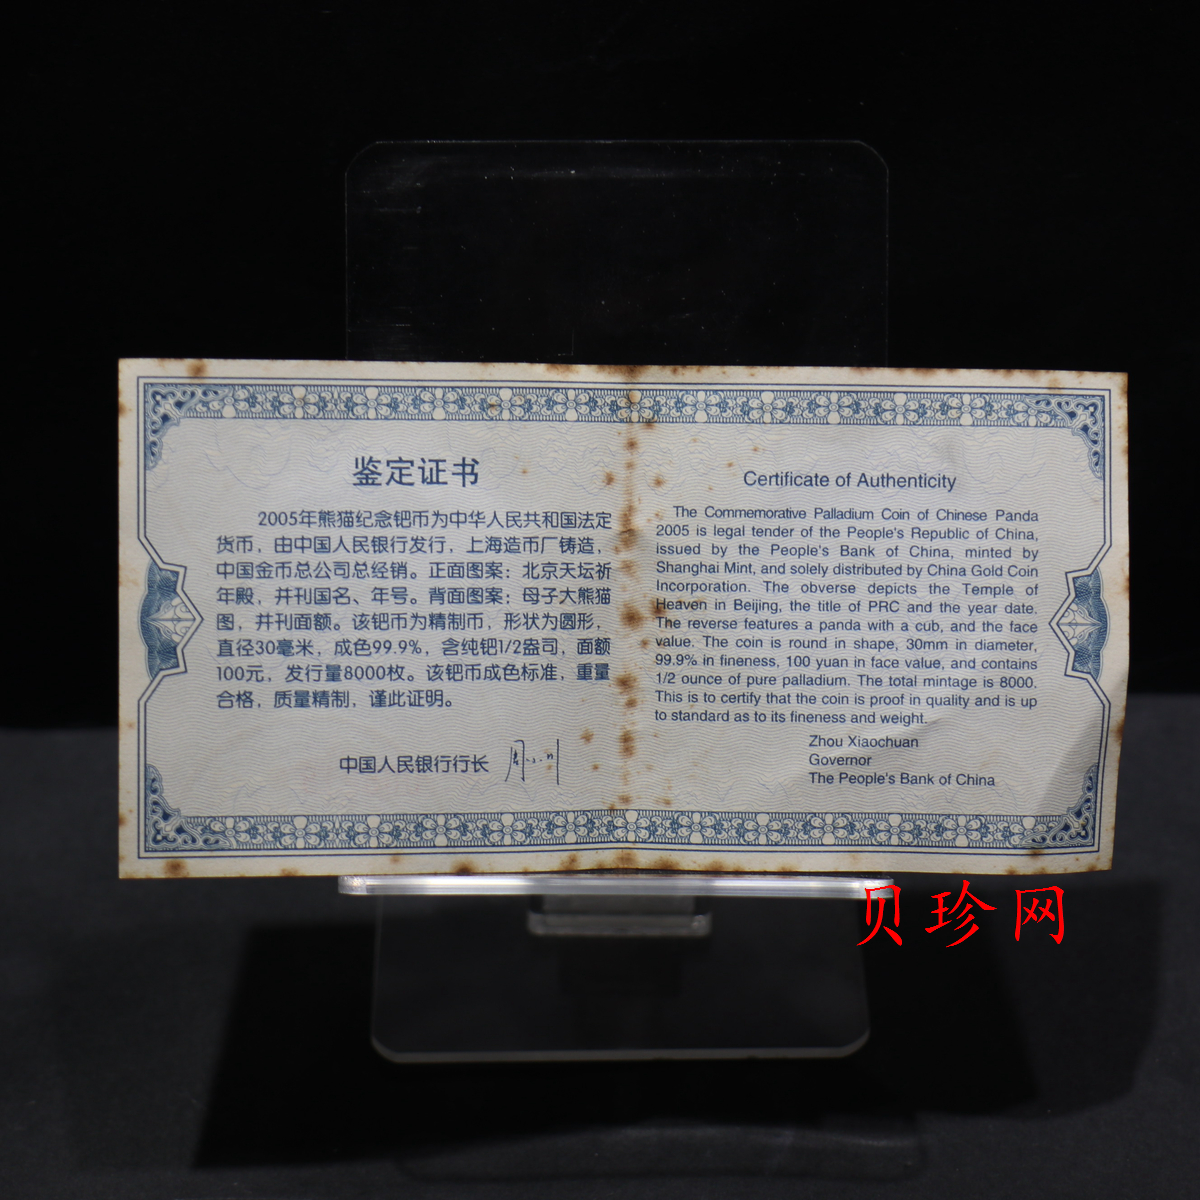 鉴定证书
2005年熊猫纪念钯币为中华人民共和国法定
货币，由中国人民银行发行，上海造币厂铸造，
中国金币总公司总经销。正面图案：北京天坛祈
年殿，并刊国名、年号。背面图案：母子大熊猫
图，并刊面额。该钯币为精制币，形状为圆形，
直径30毫米，成色99.9%，含纯钯1/2盎司，面额
100元，发行量8000枚。该钯币成色标准，重量
合格，质量精制，谨此证明。
中国人民银行行长 周小川
Certificate of Authenticity
The Commemorative Palladium Coin of Chinese Panda
2005 is legal tender of the People's Republic of China,
issued by the People's Bank of China, minted by
Shanghai Mint, and solely distributed by China Gold Coin
Incorporation. The obverse depicts the Temple of
Heaven in Beijing, the title of PRC and the year date.
The reverse features a panda with a cub, and the face
value. The coin is round in shape, 30mm in diameter,
99.9% in fineness, 100 yuan in face value, and contains
1/2 ounce of pure palladium. The total mintage is 8000.
This is to certify that the coin is proof in quality and is up
to standard as to its fineness and weight.
Zhou Xiaochuan
Governor
The People's Bank of China
贝珍网